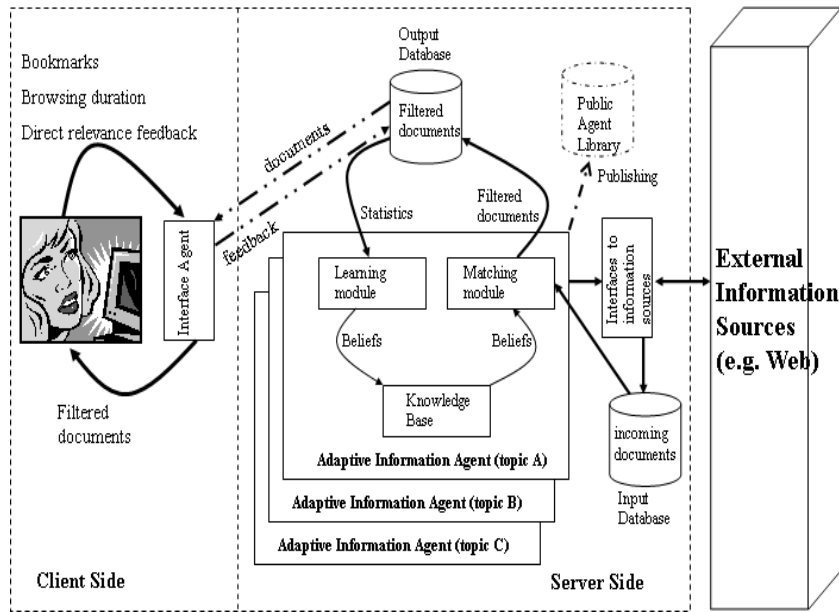 Bookmarks
Browsing duration
Direct relevance feedback
Interface Agent
Filtered
documents
Client Side
Output
Database
Filtered
documents
documents
feedback
Statistics
Filtered
documents
Public
Agent
Library
Publishing
Learning
module
Matching
module
Beliefs
Beliefs
Knowledge
Base
Adaptive Information Agent (topic A)
Adaptive Information Agent (topic B)
Adaptive Information Agent (topic C)
Interfaces to
information
sources
incoming
documents
Input
Database
Server Side
External
Information
Sources
(e.g. Web)